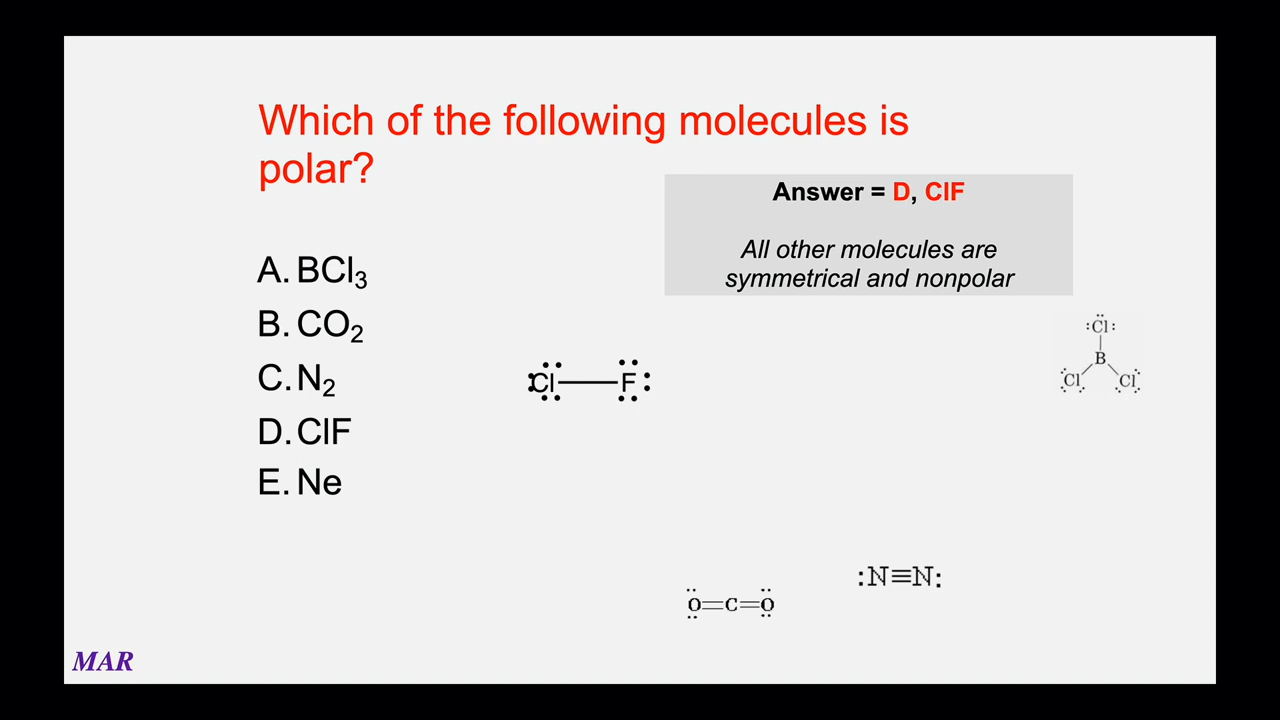 Which of the following molecules is
polar?
Answer = D, ClF
All other molecules are
symmetrical and nonpolar
A. BCl₃
B. CO₂
C. N₂
D. ClF
E. Ne
:Cl—F:
:Cl:
B
:Cl Cl:
:N≡N:
O=C=O
MAR